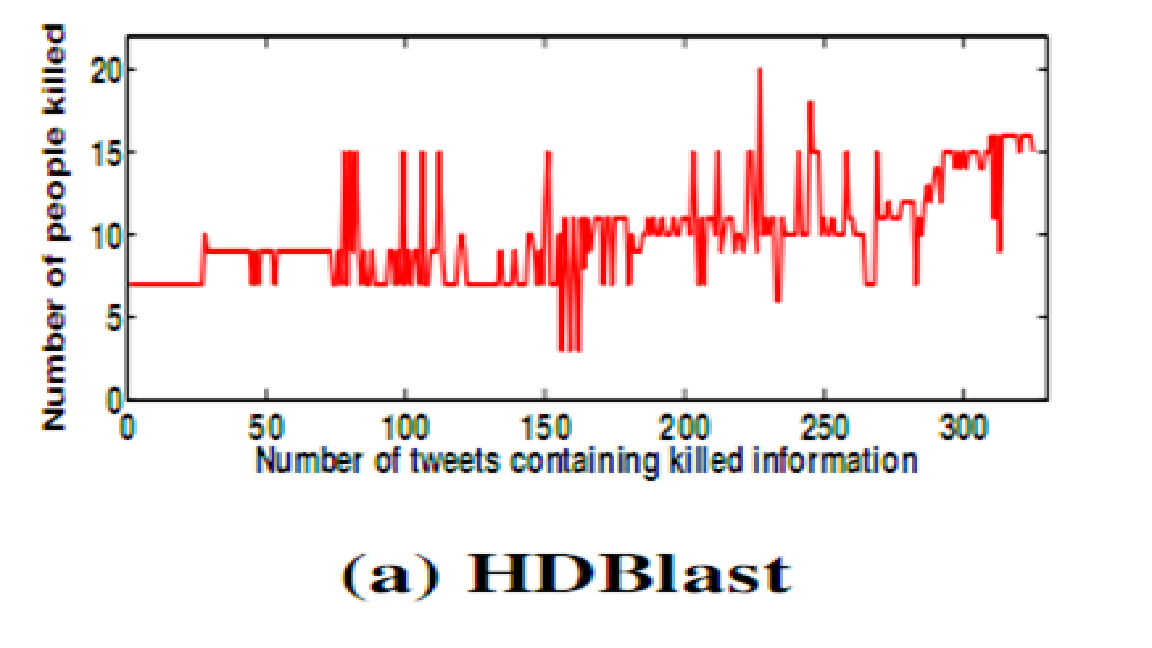 Number of people killed
20
15
10
5
0
0 50 100 150 200 250 300
Number of tweets containing killed information
(a) HDBlast